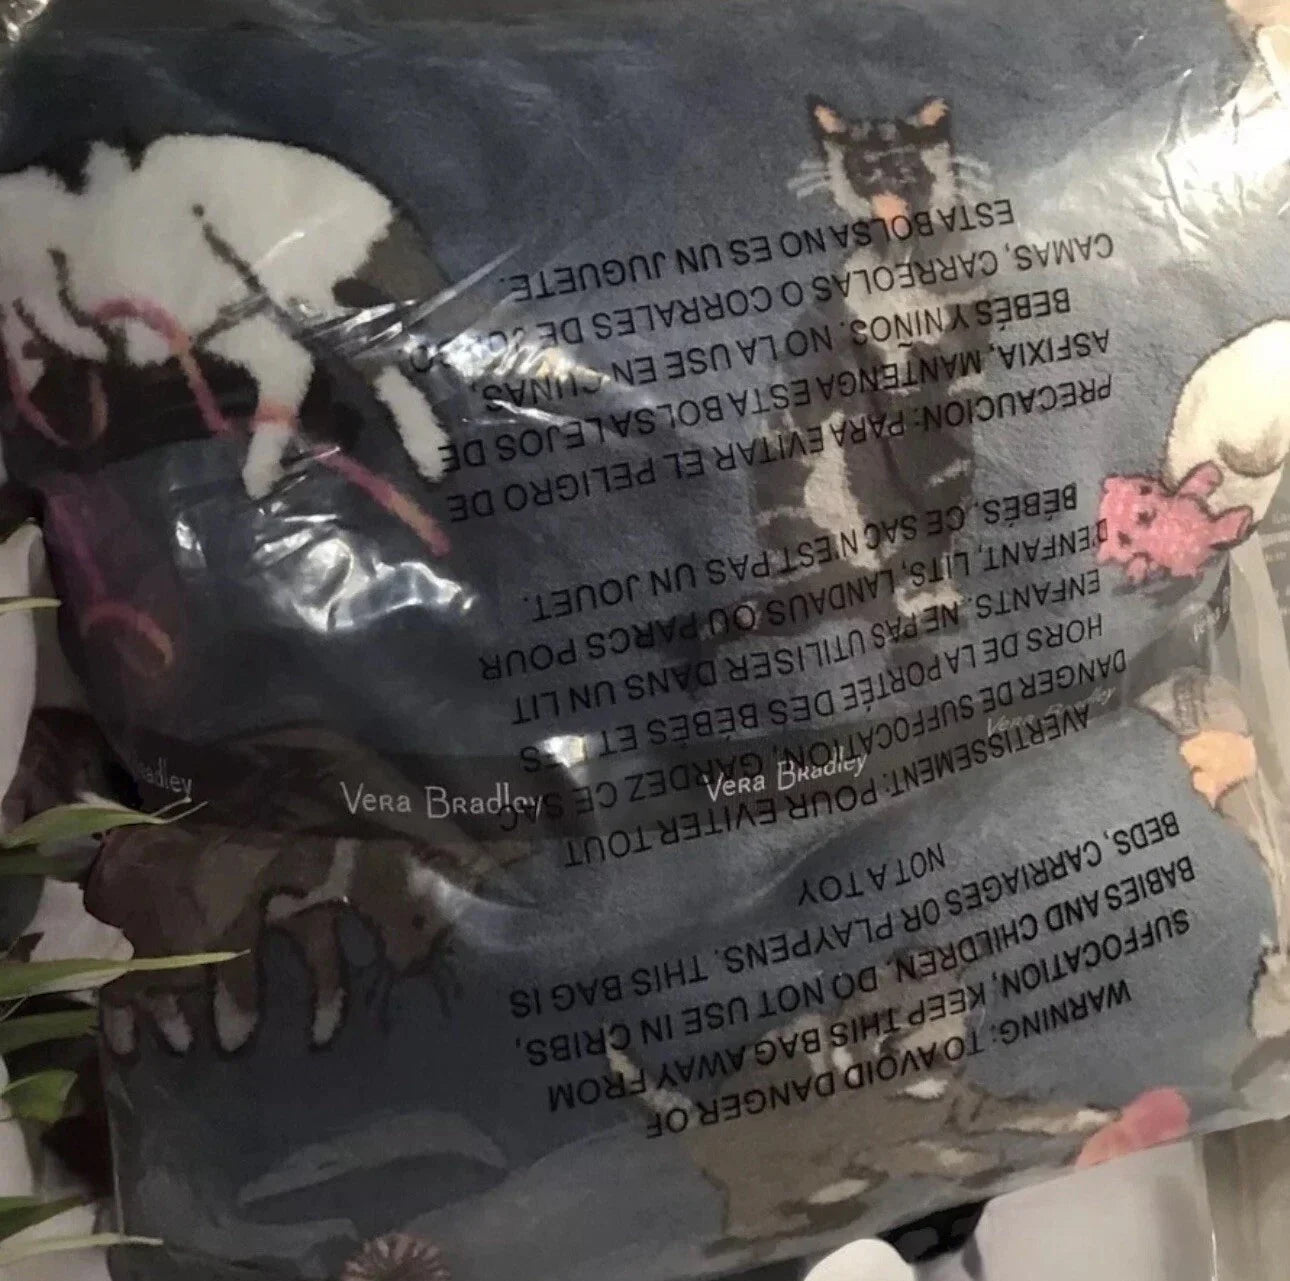 WARNING: TO AVOID DANGER OF
SUFFOCATION, KEEP THIS BAG AWAY FROM
BABIES AND CHILDREN. DO NOT USE IN CRIBS,
BEDS, CARRIAGES OR PLAYPENS. THIS BAG IS
NOT A TOY
AVERTISSEMENT: POUR EVITER TOUT
DANGER DE SUFFOCATION, GARDEZ CE SAC
HORS DE LA PORTÉE DES BÉBÉS ET LES
ENFANTS. NE PAS UTILISER DANS UN LIT
D'ENFANT, LITS, LANDAUS OU PARCS POUR
BÉBÉS. CE SAC N'EST PAS UN JOUET.
PRECAUCION: PARA EVITAR EL PELIGRO DE
ASFIXIA, MANTENGA ESTA BOLSA LEJOS DE
BEBÉS Y NIÑOS. NO LA USE EN CUNAS,
CAMAS, CARREOLAS O CORRALES DE
ESTA BOLSA NO ES UN JUGUETE.
Bradley
VERA BRADLEY
VERA BRADLEY
Vera Bradley